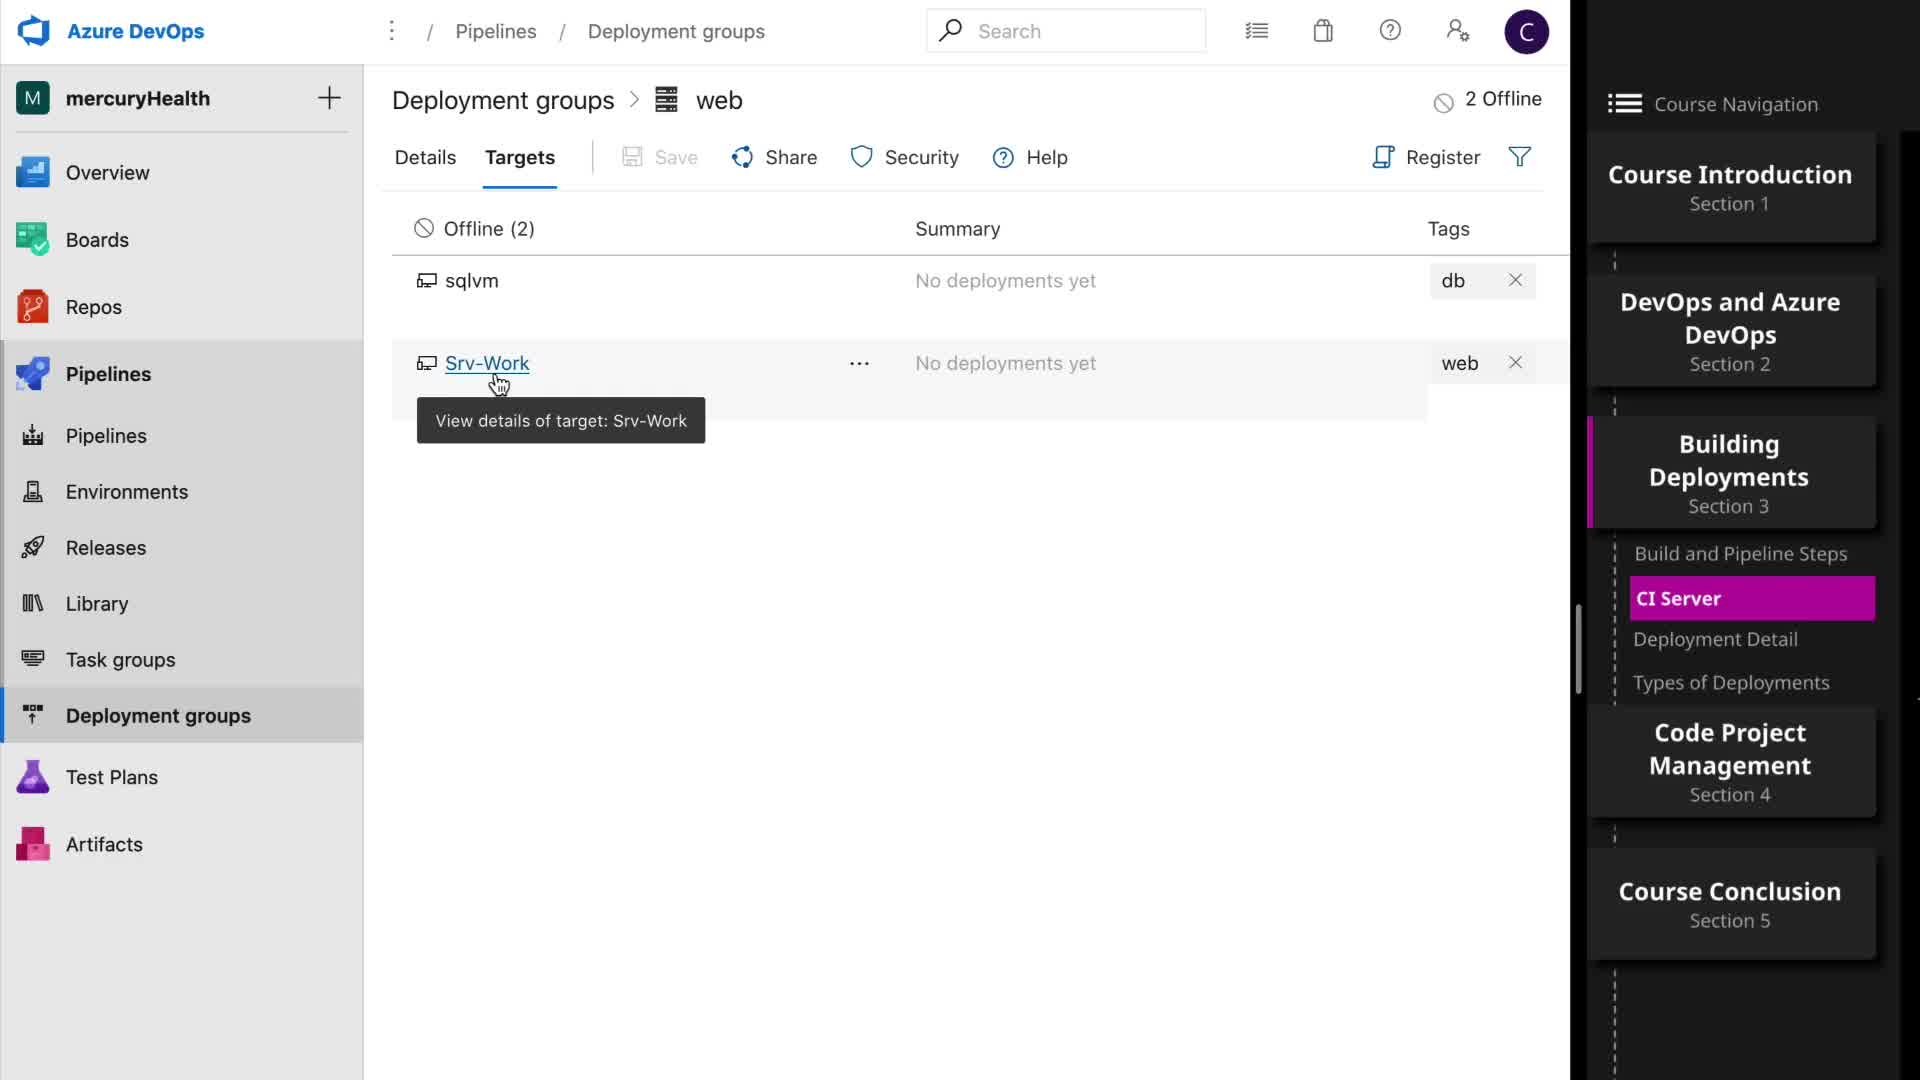 Azure DevOps
/ Pipelines / Deployment groups
Search
C
M mercuryHealth
Overview
Boards
Repos
Pipelines
Pipelines
Environments
Releases
Library
Task groups
Deployment groups
Test Plans
Artifacts
Deployment groups > web
2 Offline
Details Targets Save Share Security Help Register
Offline (2) Summary Tags
sqlvm No deployments yet db
Srv-Work ... No deployments yet web
View details of target: Srv-Work
Course Navigation
Course Introduction
Section 1
DevOps and Azure
DevOps
Section 2
Building
Deployments
Section 3
Build and Pipeline Steps
CI Server
Deployment Detail
Types of Deployments
Code Project
Management
Section 4
Course Conclusion
Section 5